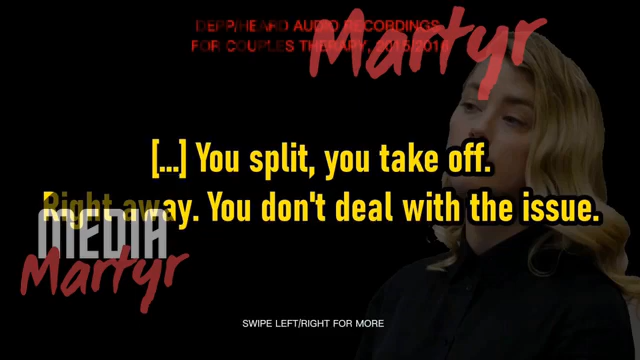 DEPP/HEARD AUDIO RECORDINGS
FOR COUPLES THERAPY, 2015/2016
Martyr
[...] You split, you take off.
Right away. You don't deal with the issue.
MEDIA
Martyr
SWIPE LEFT/RIGHT FOR MORE